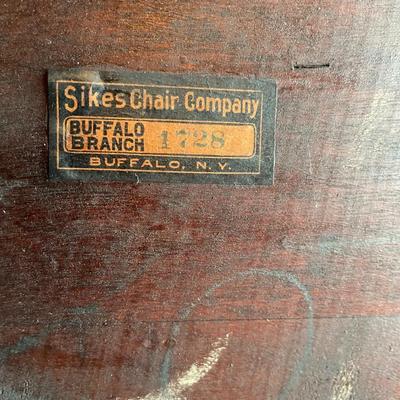 Sikes Chair Company
BUFFALO BRANCH 1728
BUFFALO, N.Y.